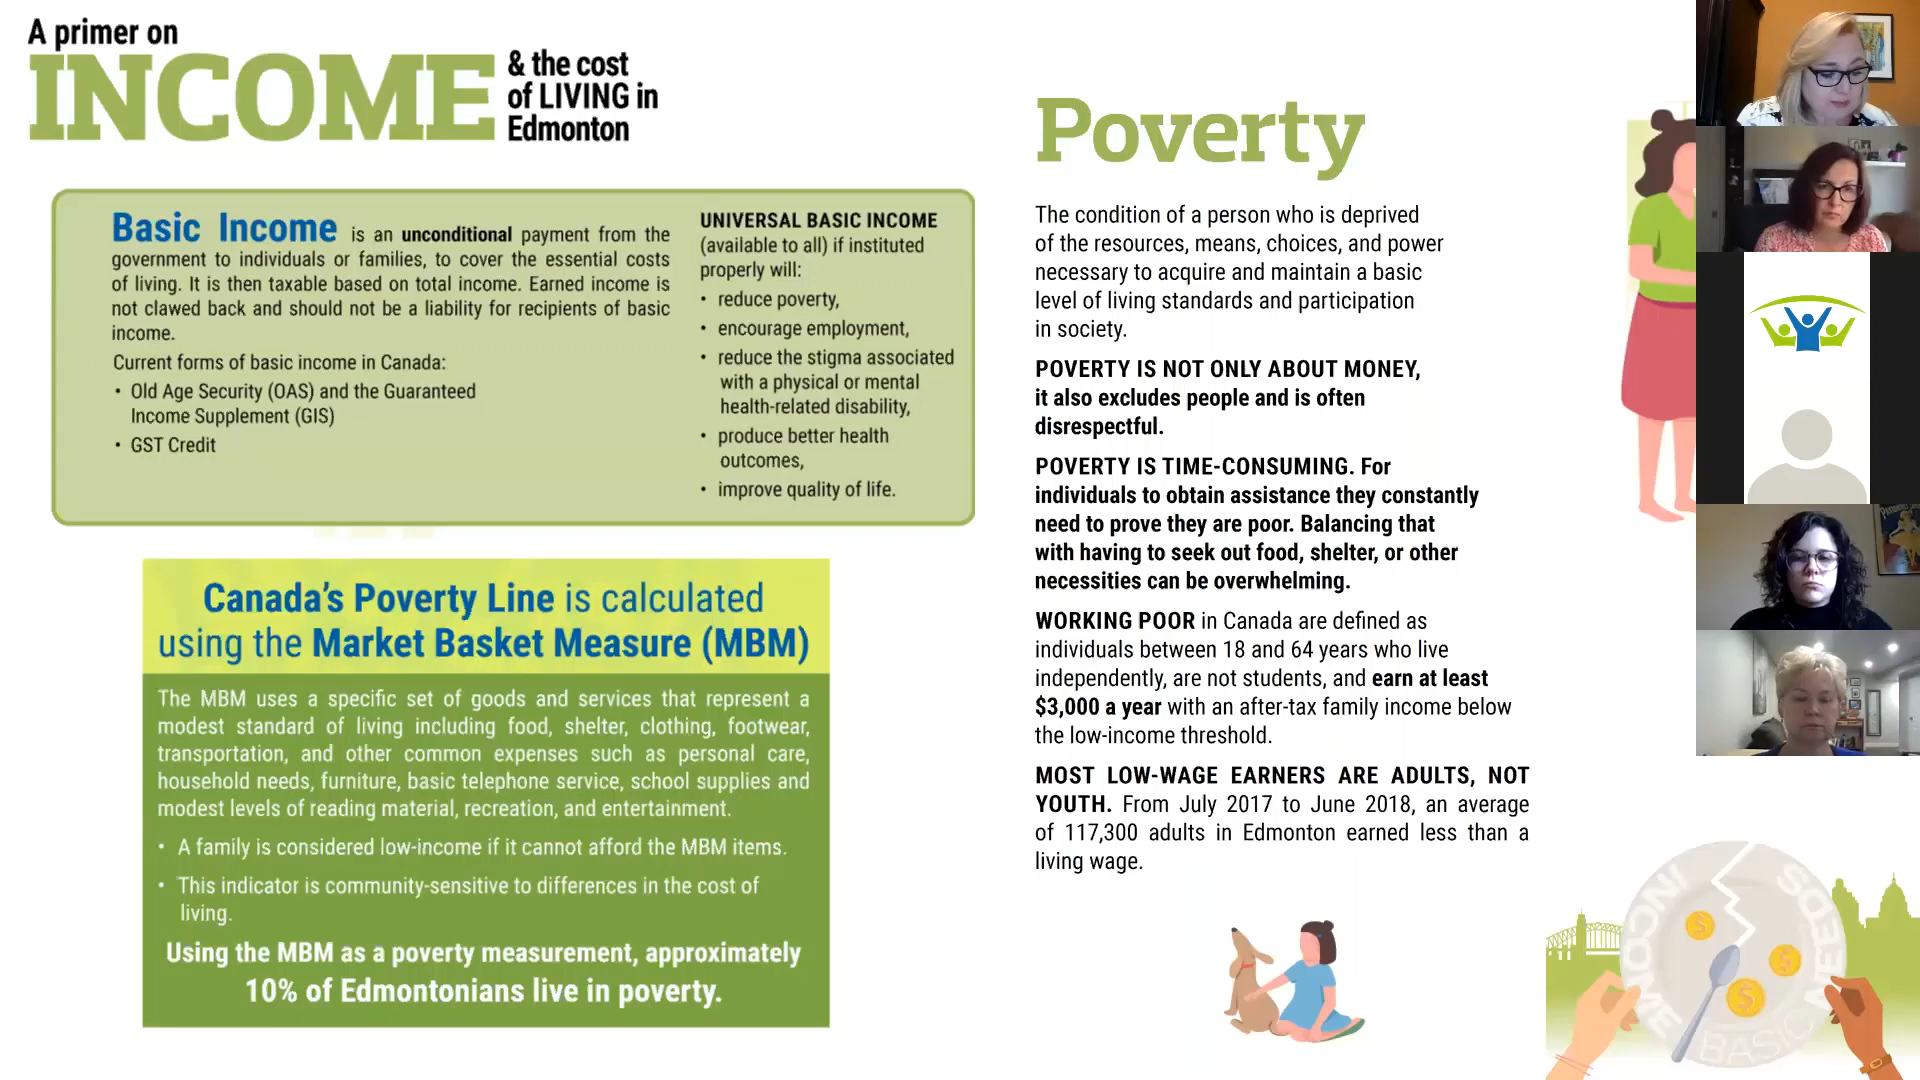 A primer on
INCOME
& the cost
of LIVING in
Edmonton
Basic Income is an unconditional payment from the
government to individuals or families, to cover the essential costs
of living. It is then taxable based on total income. Earned income is
not clawed back and should not be a liability for recipients of basic
income.
Current forms of basic income in Canada:
• Old Age Security (OAS) and the Guaranteed
Income Supplement (GIS)
• GST Credit
UNIVERSAL BASIC INCOME
(available to all) if instituted
properly will:
• reduce poverty,
• encourage employment,
• reduce the stigma associated
with a physical or mental
health-related disability,
• produce better health
outcomes,
• improve quality of life.
Canada's Poverty Line is calculated
using the Market Basket Measure (MBM)
The MBM uses a specific set of goods and services that represent a
modest standard of living including food, shelter, clothing, footwear,
transportation, and other common expenses such as personal care,
household needs, furniture, basic telephone service, school supplies and
modest levels of reading material, recreation, and entertainment.
• A family is considered low-income if it cannot afford the MBM items.
• This indicator is community-sensitive to differences in the cost of
living.
Using the MBM as a poverty measurement, approximately
10% of Edmontonians live in poverty.
Poverty
The condition of a person who is deprived
of the resources, means, choices, and power
necessary to acquire and maintain a basic
level of living standards and participation
in society.
POVERTY IS NOT ONLY ABOUT MONEY,
it also excludes people and is often
disrespectful.
POVERTY IS TIME-CONSUMING. For
individuals to obtain assistance they constantly
need to prove they are poor. Balancing that
with having to seek out food, shelter, or other
necessities can be overwhelming.
WORKING POOR in Canada are defined as
individuals between 18 and 64 years who live
independently, are not students, and earn at least
$3,000 a year with an after-tax family income below
the low-income threshold.
MOST LOW-WAGE EARNERS ARE ADULTS, NOT
YOUTH. From July 2017 to June 2018, an average
of 117,300 adults in Edmonton earned less than a
living wage.
INCOME
BASIC NEEDS
$
$
$